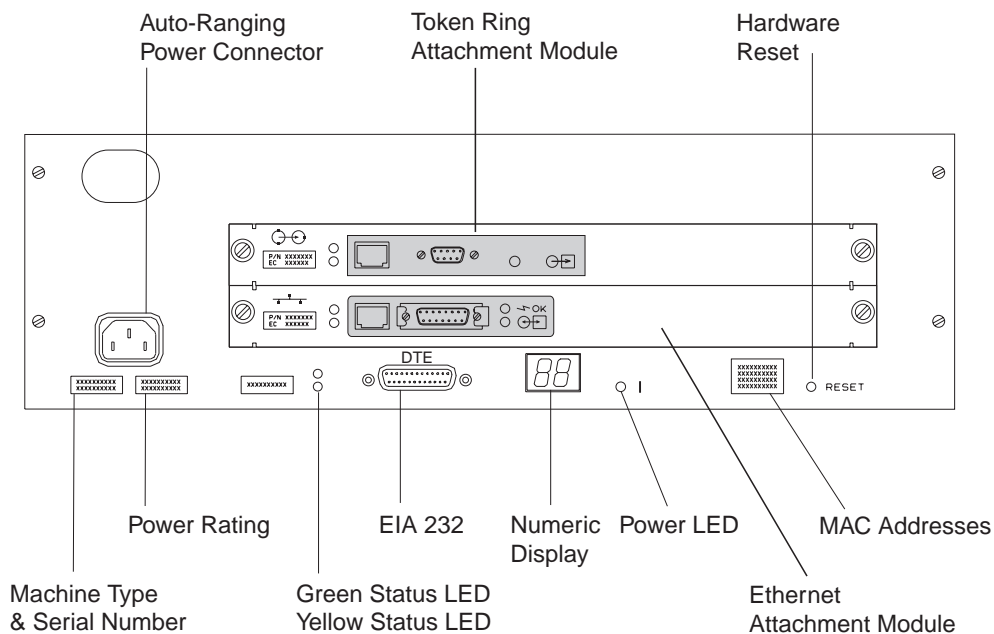 Auto-Ranging
Power Connector
Token Ring
Attachment Module
Hardware
Reset
P/N XXXXXXX
EC XXXXXX
P/N XXXXXXX
EC XXXXXX
OK
DTE
88
XXXXXXXXXX
XXXXXXXXXX
XXXXXXXXXX
XXXXXXXXXX
XXXXXXXXXX
I
XXXXXXXXXX
XXXXXXXXXX
XXXXXXXXXX
XXXXXXXXXX
XXXXXXXXXX
RESET
Power Rating
EIA 232
Numeric
Display
Power LED
MAC Addresses
Machine Type
& Serial Number
Green Status LED
Yellow Status LED
Ethernet
Attachment Module